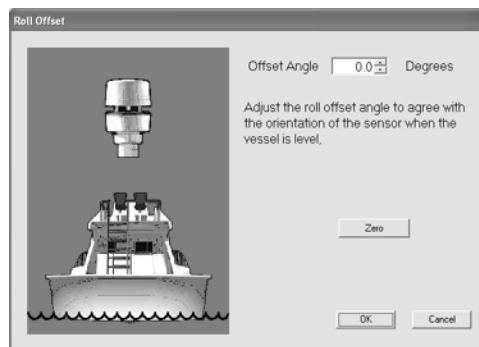 Roll Offset
Offset Angle 0.0 Degrees
Adjust the roll offset angle to agree with
the orientation of the sensor when the
vessel is level.
Zero
OK Cancel